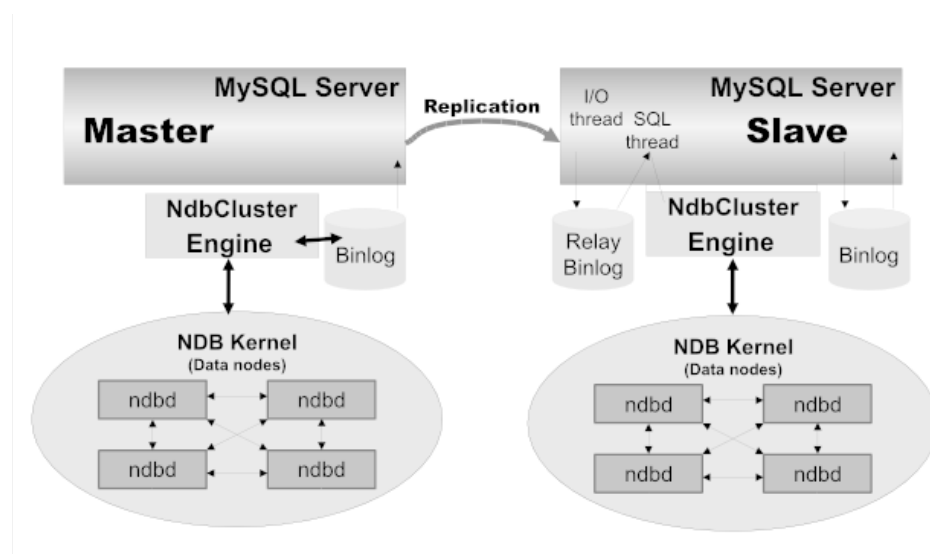 MySQL Server
Master
Replication
MySQL Server
I/O
thread
SQL
thread
Slave
NdbCluster
Engine
Binlog
Relay
Binlog
NdbCluster
Engine
Binlog
NDB Kernel
(Data nodes)
ndbd
ndbd
ndbd
ndbd
NDB Kernel
(Data nodes)
ndbd
ndbd
ndbd
ndbd